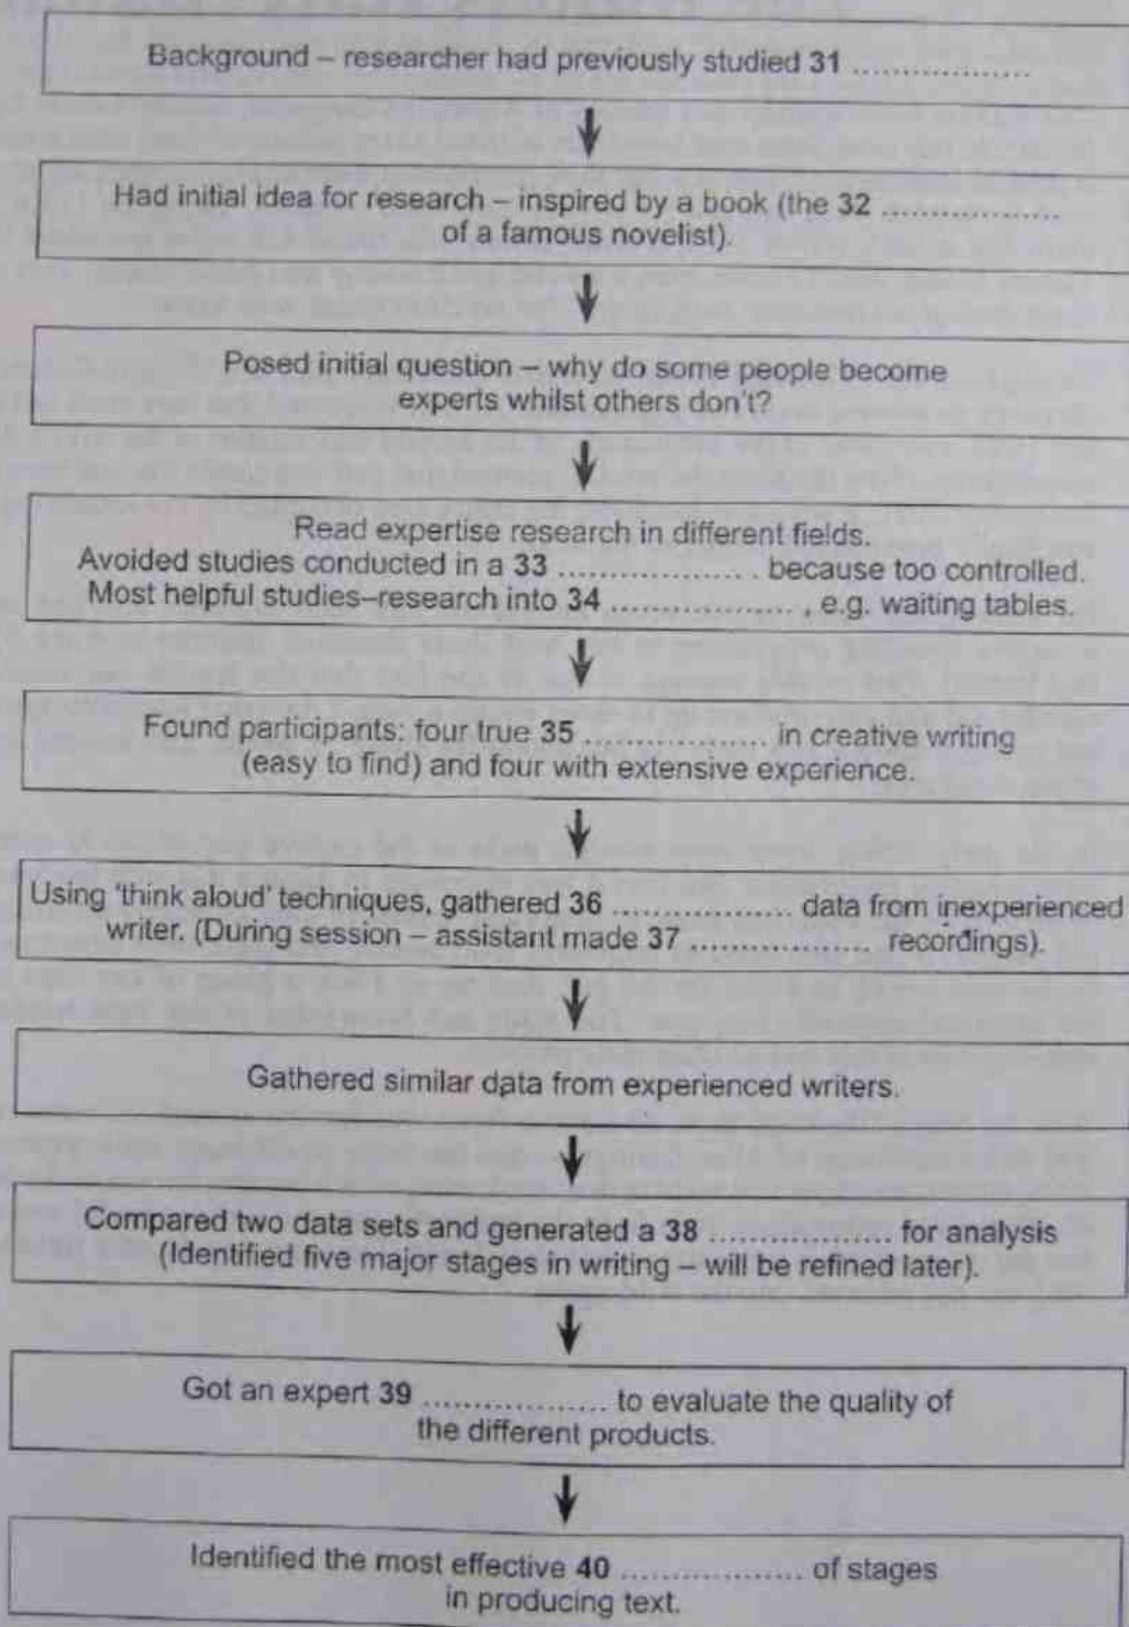 Background – researcher had previously studied 31 ..................
Had initial idea for research – inspired by a book (the 32 ..................
of a famous novelist).
Posed initial question – why do some people become
experts whilst others don't?
Read expertise research in different fields.
Avoided studies conducted in a 33 .................... because too controlled.
Most helpful studies–research into 34 .................. , e.g. waiting tables.
Found participants: four true 35 .................. in creative writing
(easy to find) and four with extensive experience.
Using 'think aloud' techniques, gathered 36 .................. data from inexperienced
writer. (During session – assistant made 37 .................. recordings).
Gathered similar data from experienced writers.
Compared two data sets and generated a 38 .................. for analysis
(Identified five major stages in writing – will be refined later).
Got an expert 39 .................. to evaluate the quality of
the different products.
Identified the most effective 40 .................. of stages
in producing text.